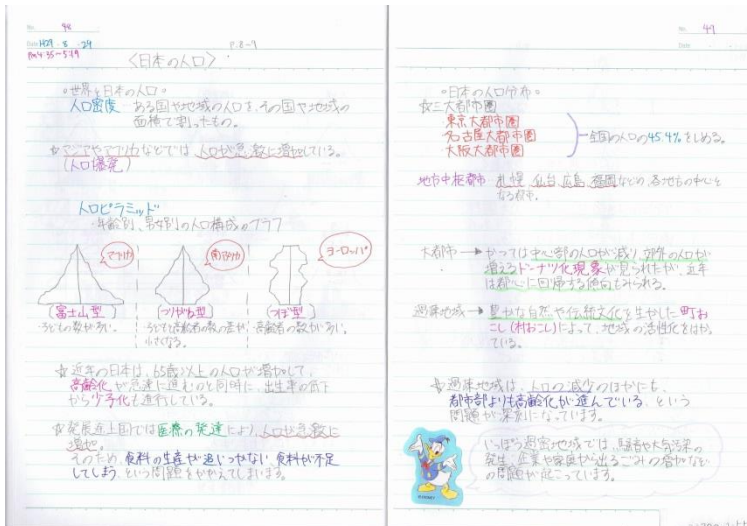 No. 48
Date H29・8・29
Pm4:35~5:19
P.8-9
〈日本の人口〉
◦世界と日本の人口◦
人口密度 ある国や地域の人口を、その国や地域の
面積で割ったもの。
☆アジアやアフリカなどでは 人口が急激に増加している。
(人口爆発)
人口ピラミッド
・年齢別、男女別の人口構成のグラフ
アフリカ
南アメリカ
ヨーロッパ
〔富士山型〕
〔つりがね型〕
〔つぼ型〕
子どもの数が多い。
子どもと高齢者の数の差が
小さくなる。
高齢者の数が多い。
☆近年の日本は、65歳以上の人口が増加して、
高齢化が急速に進むのと同時に、出生率の低下
から少子化も進行している。
☆発展途上国では医療の発達により、人口が急激に
増加。
そのため、食料の生産が追いつかない、食料が不足
してしまう、という問題をかかえてしまいます。
No. 49
Date
◦日本の人口分布◦
☆三大都市圏
東京大都市圏
名古屋大都市圏
大阪大都市圏
全国の人口の45.4%をしめる。
地方中枢都市 札幌、仙台、広島、福岡などの、各地方の中心と
なる都市。
大都市→かつては中心部の人口が減り、郊外の人口が
増えるドーナツ化現象が見られたが、近年
は都心に回帰する傾向もみられる。
過疎地域→豊かな自然や伝統文化を生かした町お
こし(村おこし)によって、地域の活性化をはかっ
ている。
☆過疎地域は、人口の減少のほかにも、
都市部よりも高齢化が進んでいる、という
問題が深刻になっています。
いっぽう過密地域では、騒音や大気汚染の
発生、企業や家庭から出るごみの増加など
の問題が起こっています。